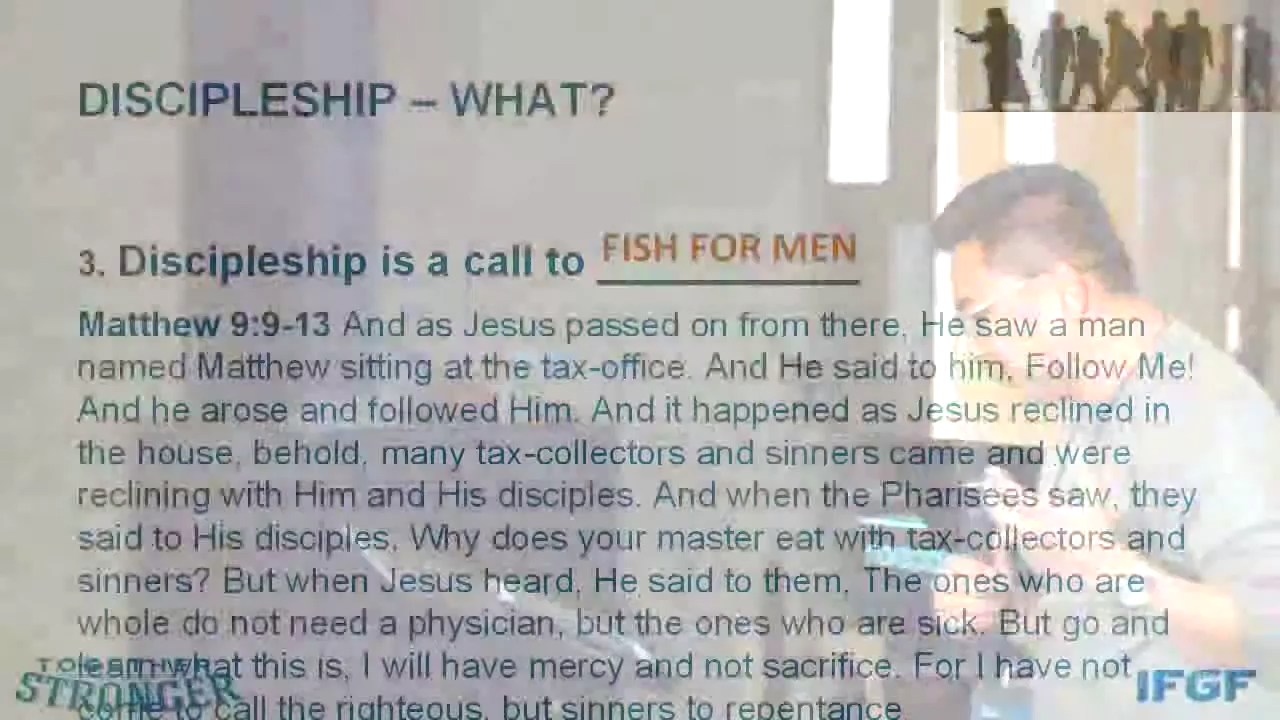 DISCIPLESHIP – WHAT?
3. Discipleship is a call to FISH FOR MEN
Matthew 9:9-13 And as Jesus passed on from there, He saw a man
named Matthew sitting at the tax-office. And He said to him, Follow Me!
And he arose and followed Him. And it happened as Jesus reclined in
the house, behold, many tax-collectors and sinners came and were
reclining with Him and His disciples. And when the Pharisees saw, they
said to His disciples, Why does your master eat with tax-collectors and
sinners? But when Jesus heard, He said to them, The ones who are
whole do not need a physician, but the ones who are sick. But go and
learn what this is, I will have mercy and not sacrifice. For I have not
come to call the righteous, but sinners to repentance.
TOGETHER
STRONGER
IFGF